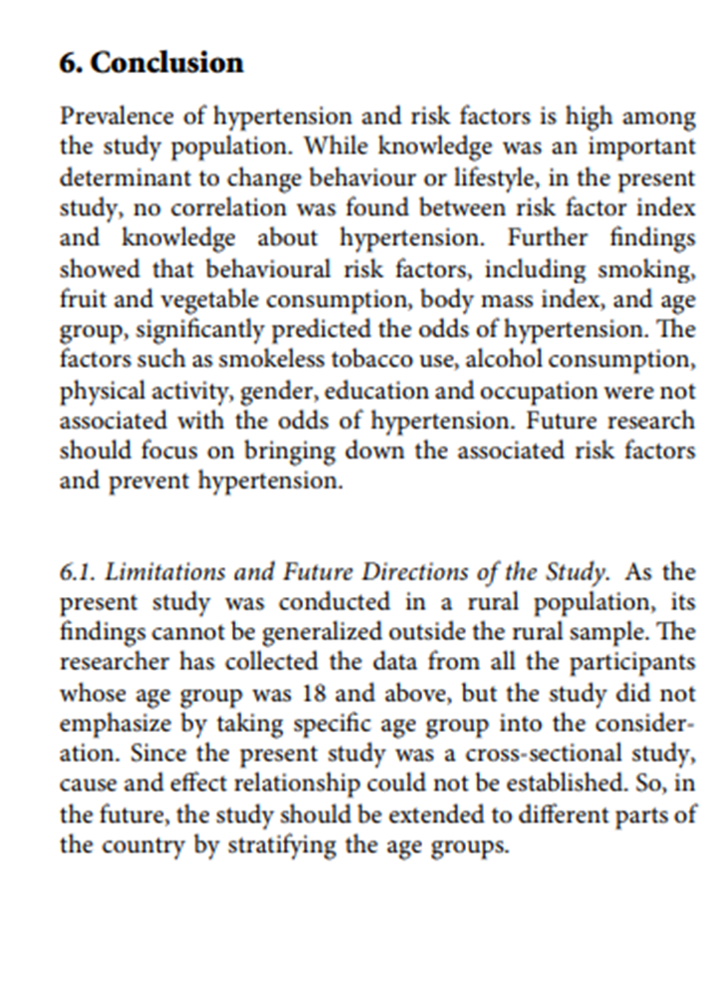 6. Conclusion
Prevalence of hypertension and risk factors is high among
the study population. While knowledge was an important
determinant to change behaviour or lifestyle, in the present
study, no correlation was found between risk factor index
and knowledge about hypertension. Further findings
showed that behavioural risk factors, including smoking,
fruit and vegetable consumption, body mass index, and age
group, significantly predicted the odds of hypertension. The
factors such as smokeless tobacco use, alcohol consumption,
physical activity, gender, education and occupation were not
associated with the odds of hypertension. Future research
should focus on bringing down the associated risk factors
and prevent hypertension.
6.1. Limitations and Future Directions of the Study. As the
present study was conducted in a rural population, its
findings cannot be generalized outside the rural sample. The
researcher has collected the data from all the participants
whose age group was 18 and above, but the study did not
emphasize by taking specific age group into the consider-
ation. Since the present study was a cross-sectional study,
cause and effect relationship could not be established. So, in
the future, the study should be extended to different parts of
the country by stratifying the age groups.